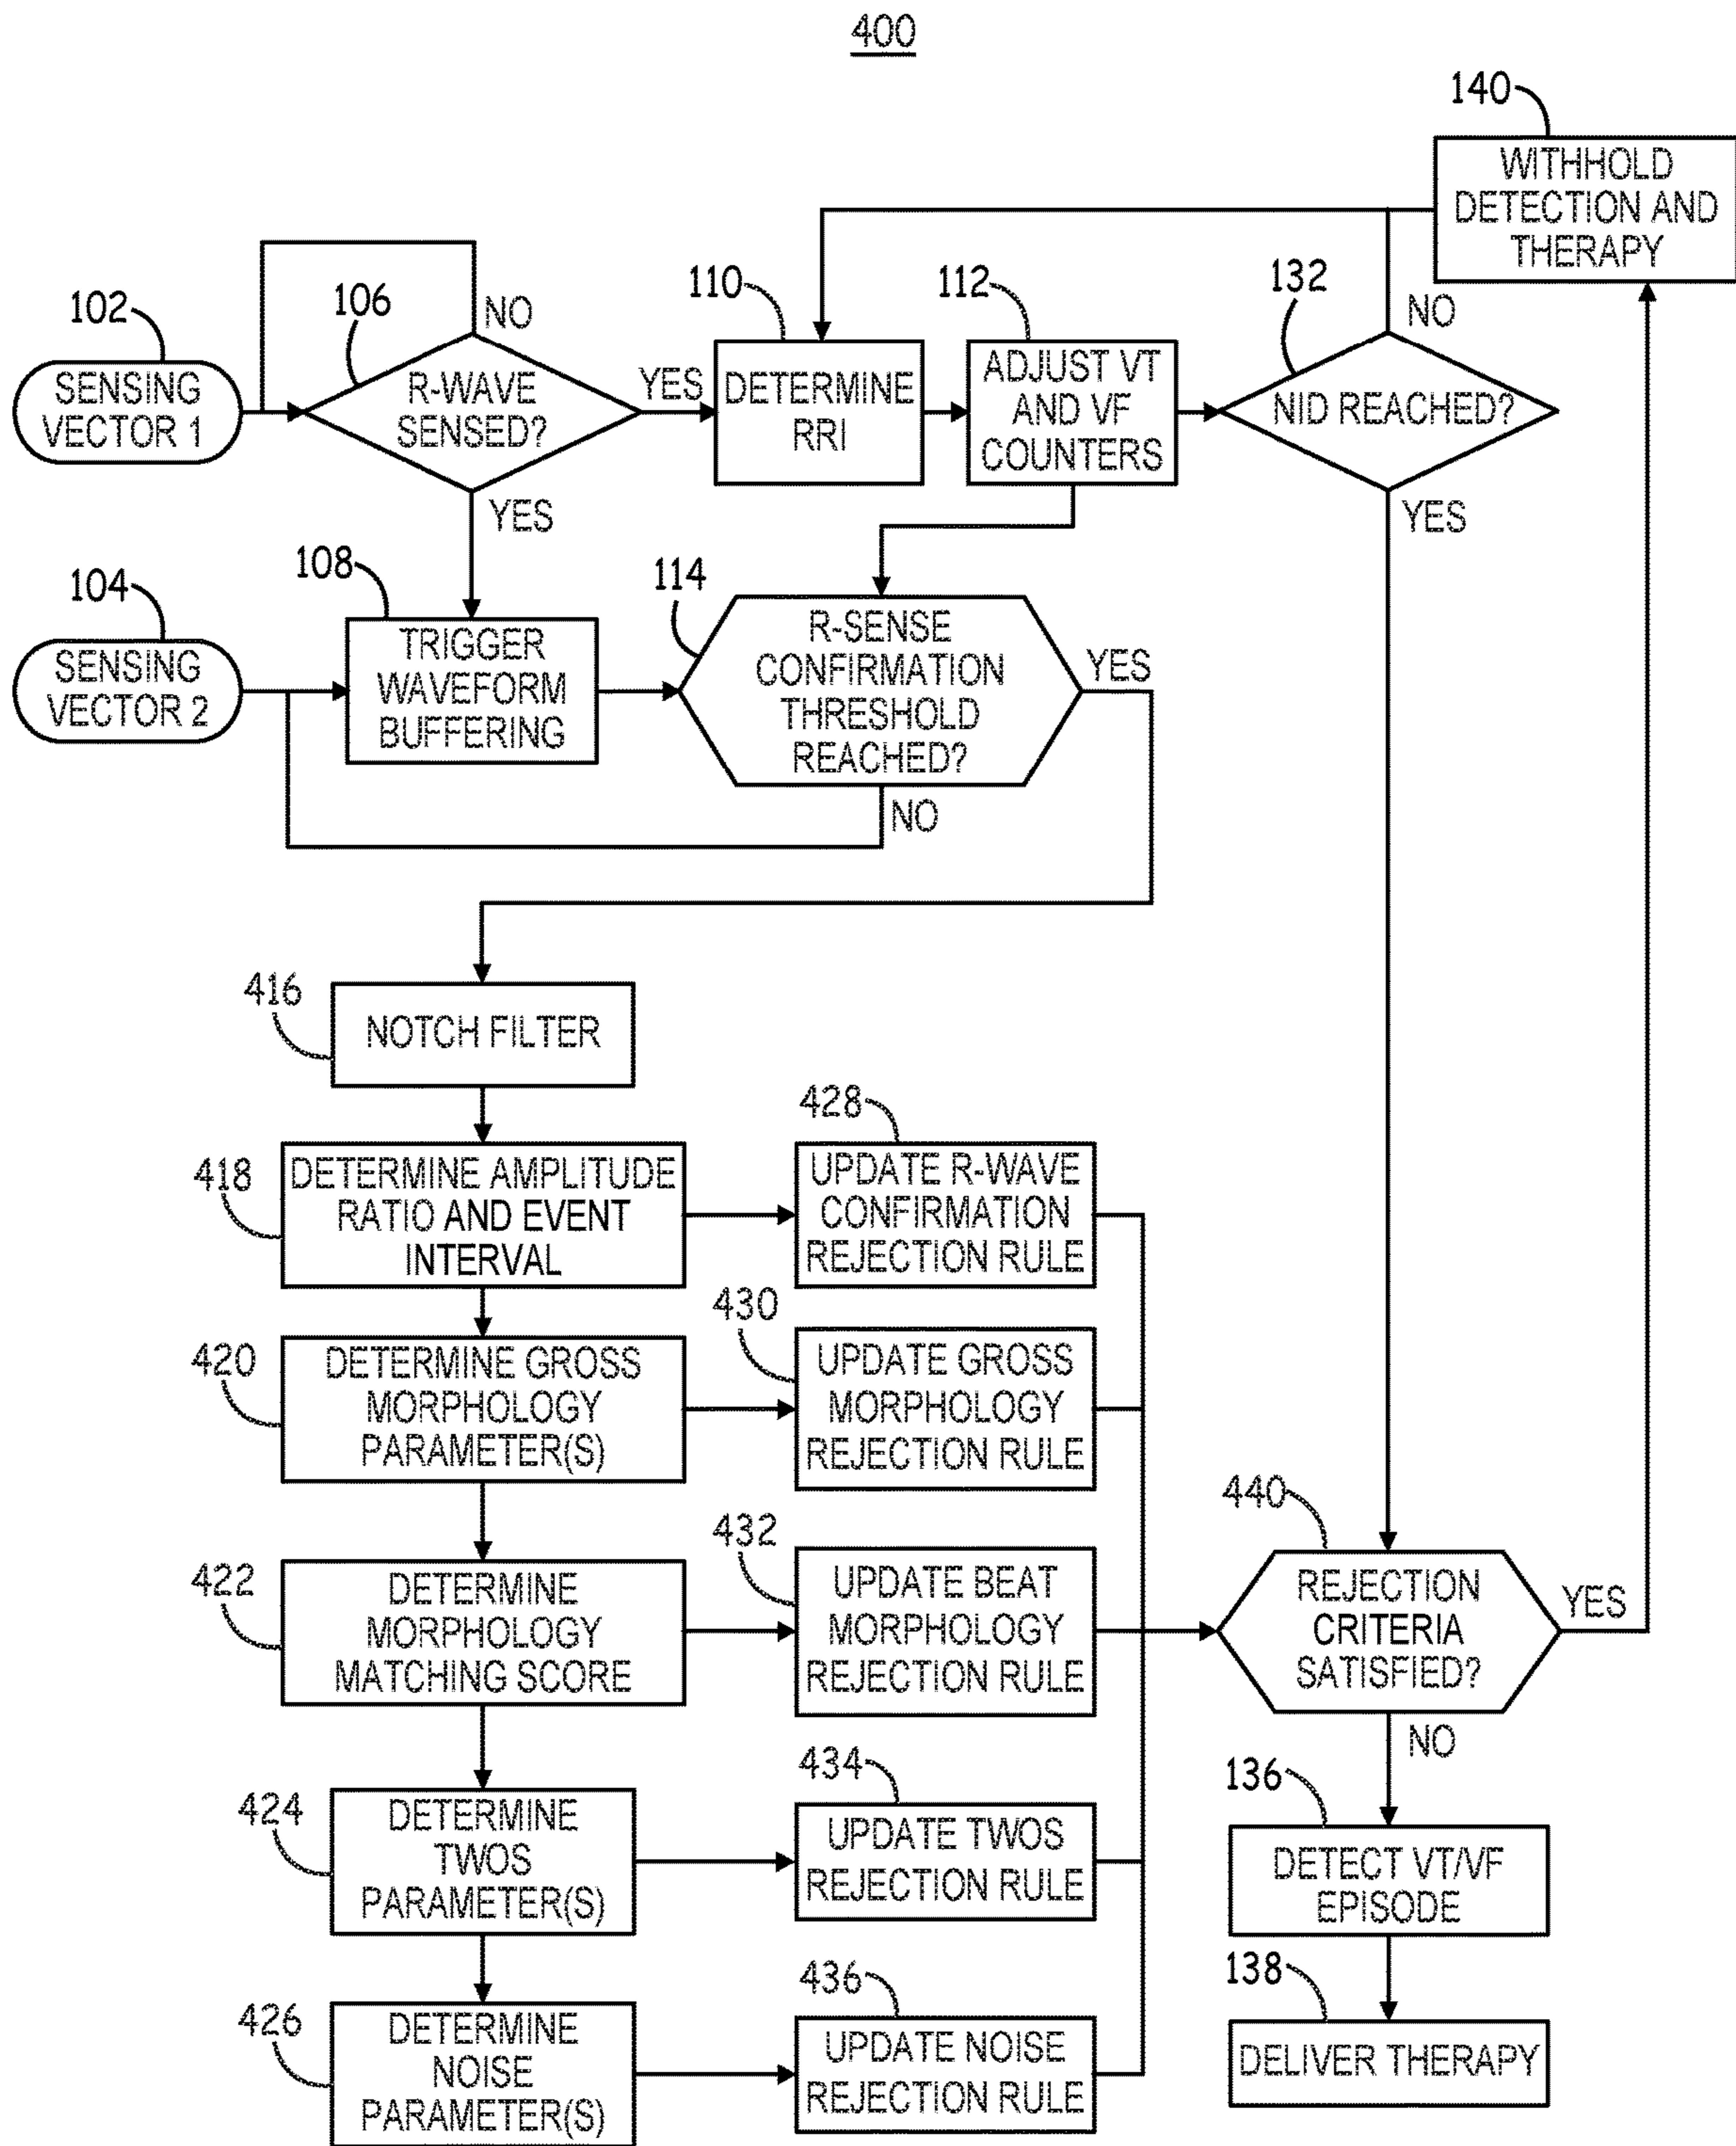 400
140
WITHHOLD
DETECTION AND
THERAPY
102
SENSING
VECTOR 1
106
NO
R-WAVE
SENSED?
YES
YES
110
DETERMINE
RRI
112
ADJUST VT
AND VF
COUNTERS
132
NO
NID REACHED?
YES
104
SENSING
VECTOR 2
108
TRIGGER
WAVEFORM
BUFFERING
114
R-SENSE
CONFIRMATION
THRESHOLD
REACHED?
YES
NO
416
NOTCH FILTER
418
DETERMINE AMPLITUDE
RATIO AND EVENT
INTERVAL
428
UPDATE R-WAVE
CONFIRMATION
REJECTION RULE
420
DETERMINE GROSS
MORPHOLOGY
PARAMETER(S)
430
UPDATE GROSS
MORPHOLOGY
REJECTION RULE
422
DETERMINE
MORPHOLOGY
MATCHING SCORE
432
UPDATE BEAT
MORPHOLOGY
REJECTION RULE
440
REJECTION
CRITERIA
SATISFIED?
YES
NO
424
DETERMINE
TWOS
PARAMETER(S)
434
UPDATE TWOS
REJECTION RULE
136
DETECT VT/VF
EPISODE
426
DETERMINE
NOISE
PARAMETER(S)
436
UPDATE NOISE
REJECTION RULE
138
DELIVER THERAPY